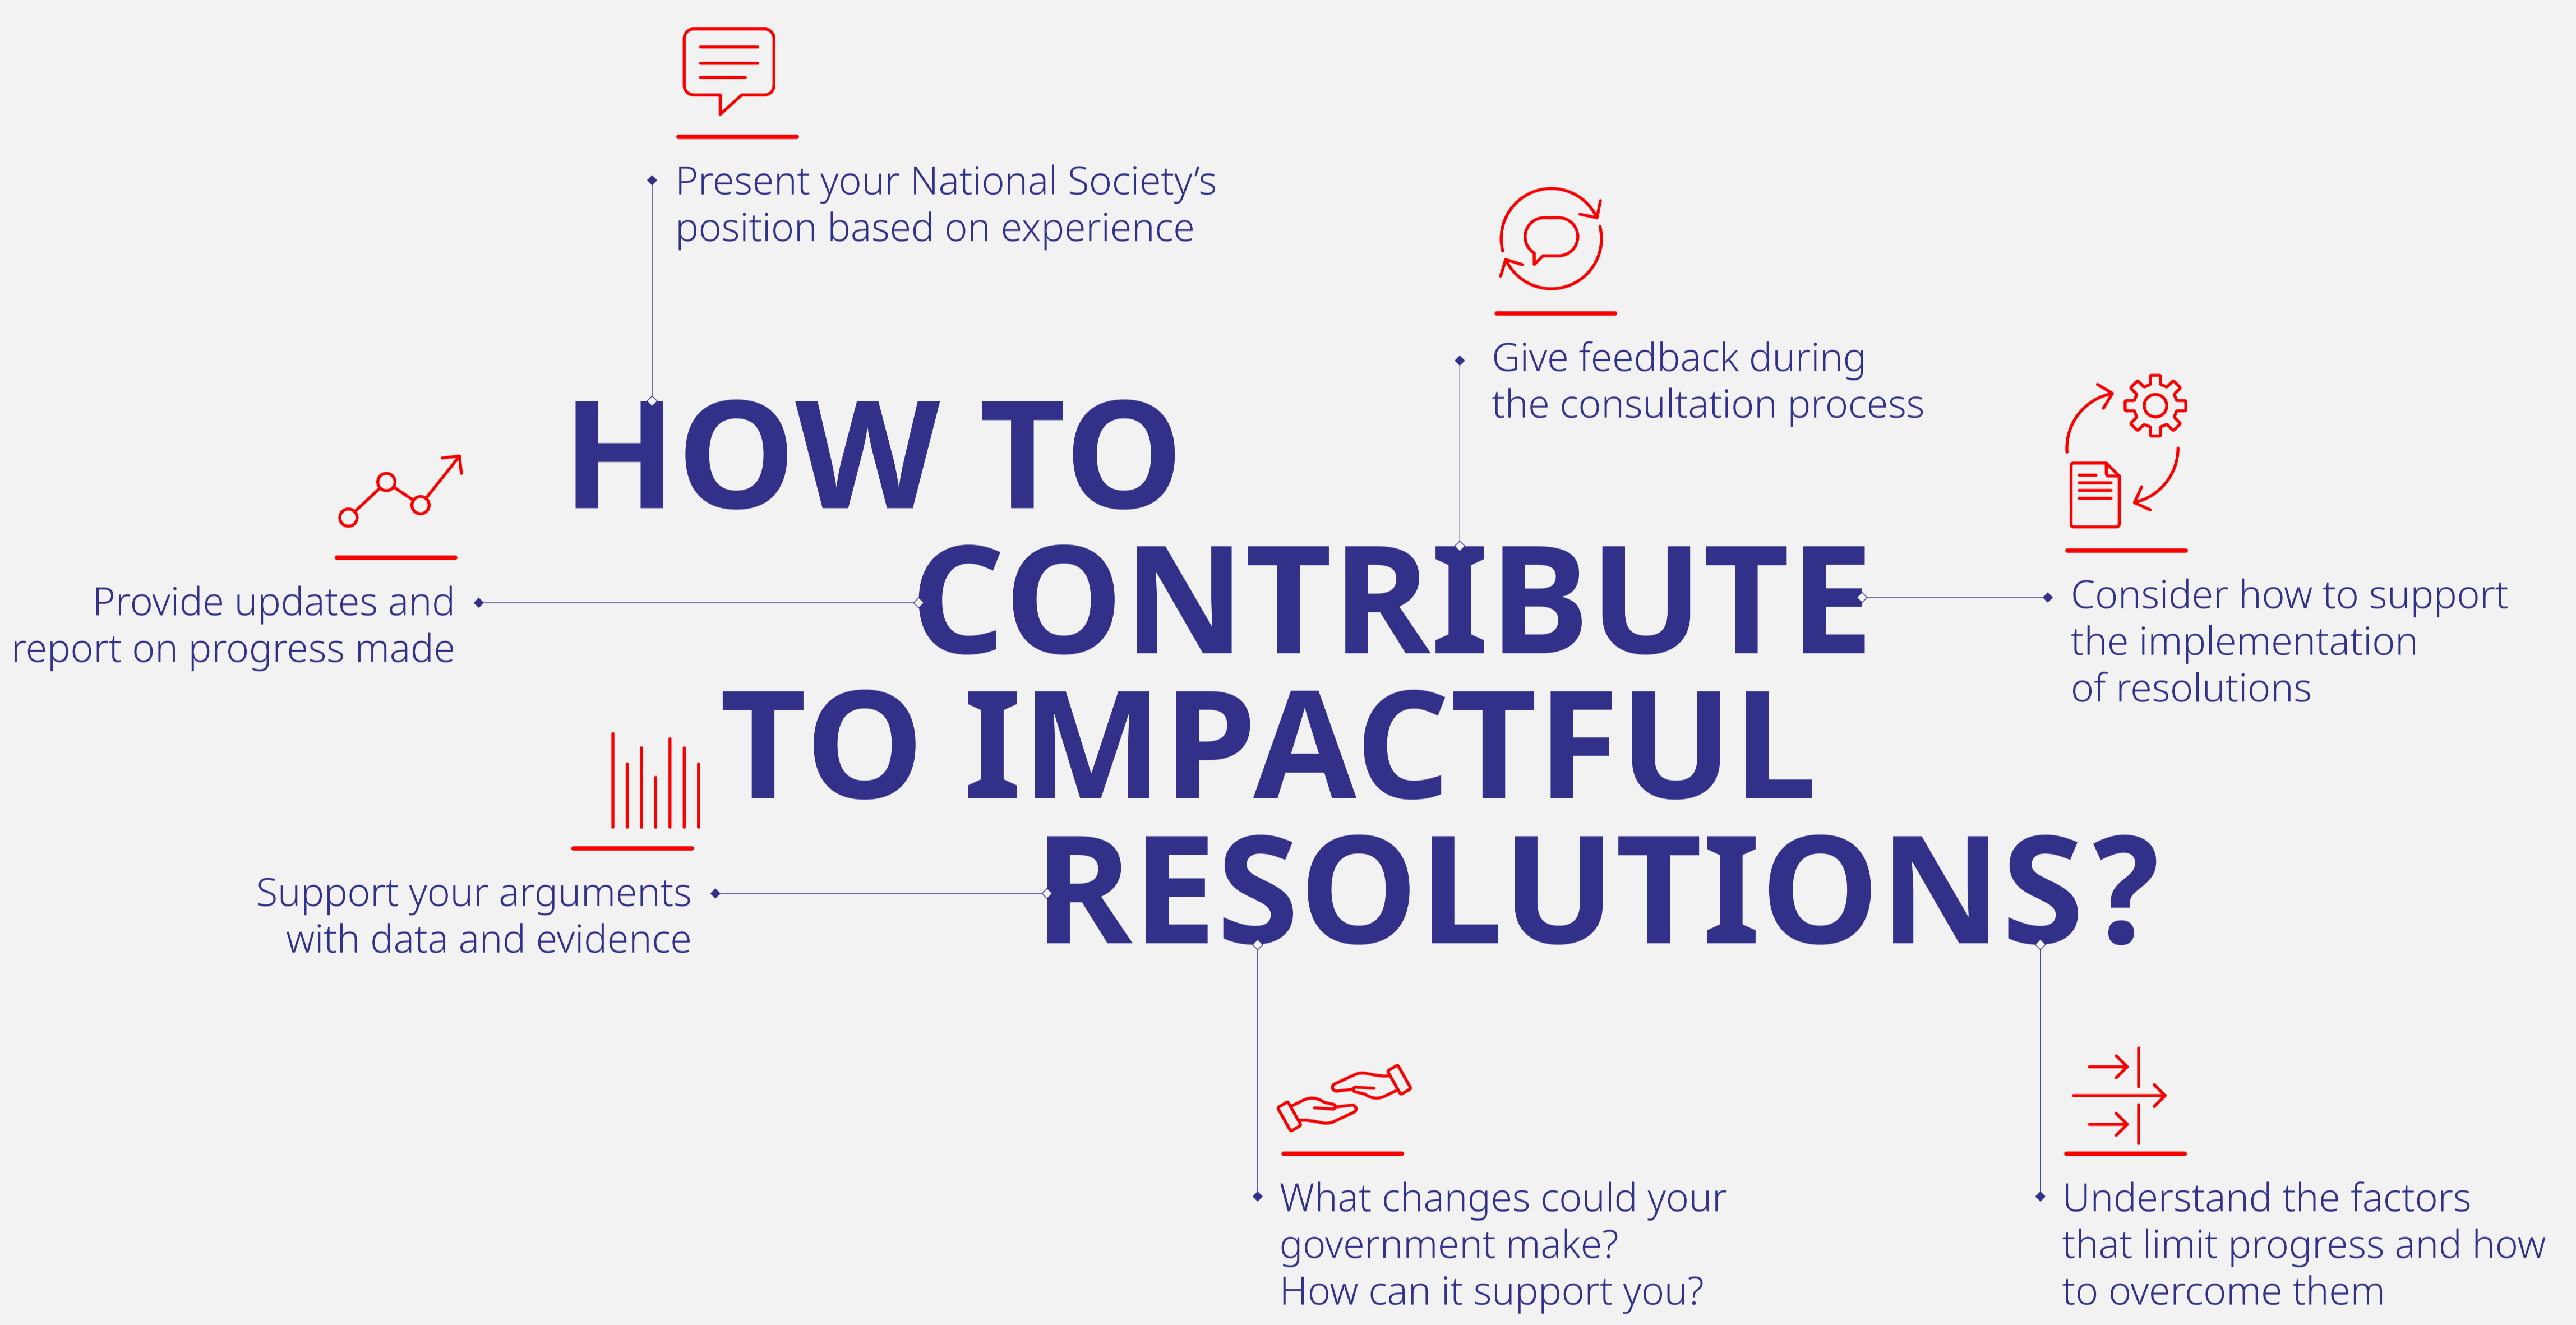 Present your National Society’s
position based on experience
Give feedback during
the consultation process
HOW TO
CONTRIBUTE
TO IMPACTFUL
RESOLUTIONS?
Provide updates and
report on progress made
Consider how to support
the implementation
of resolutions
Support your arguments
with data and evidence
What changes could your
government make?
How can it support you?
Understand the factors
that limit progress and how
to overcome them